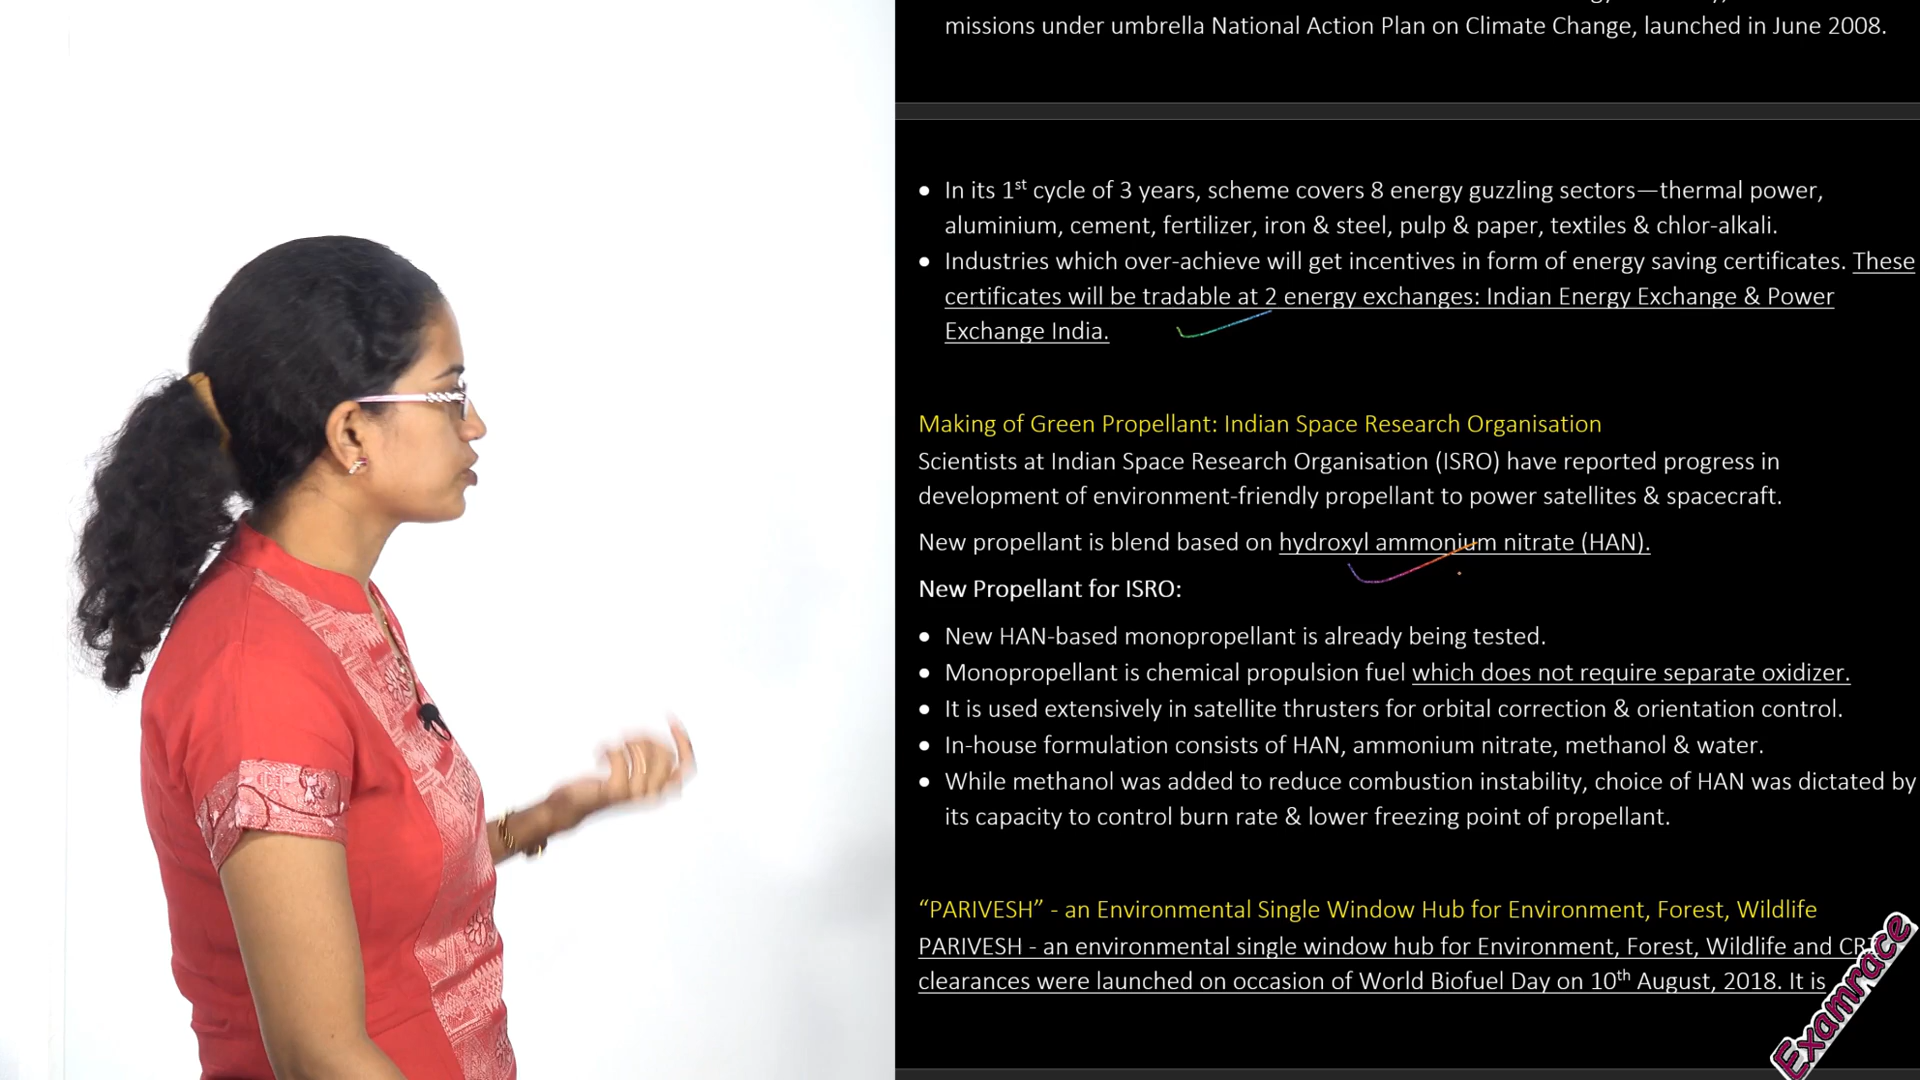 missions under umbrella National Action Plan on Climate Change, launched in June 2008.
• In its 1st cycle of 3 years, scheme covers 8 energy guzzling sectors—thermal power,
aluminium, cement, fertilizer, iron & steel, pulp & paper, textiles & chlor-alkali.
• Industries which over-achieve will get incentives in form of energy saving certificates. These
certificates will be tradable at 2 energy exchanges: Indian Energy Exchange & Power
Exchange India.
Making of Green Propellant: Indian Space Research Organisation
Scientists at Indian Space Research Organisation (ISRO) have reported progress in
development of environment-friendly propellant to power satellites & spacecraft.
New propellant is blend based on hydroxyl ammonium nitrate (HAN).
New Propellant for ISRO:
• New HAN-based monopropellant is already being tested.
• Monopropellant is chemical propulsion fuel which does not require separate oxidizer.
• It is used extensively in satellite thrusters for orbital correction & orientation control.
• In-house formulation consists of HAN, ammonium nitrate, methanol & water.
• While methanol was added to reduce combustion instability, choice of HAN was dictated by
its capacity to control burn rate & lower freezing point of propellant.
“PARIVESH” - an Environmental Single Window Hub for Environment, Forest, Wildlife
PARIVESH - an environmental single window hub for Environment, Forest, Wildlife and
clearances were launched on occasion of World Biofuel Day on 10th August, 2018. It is
Examrace